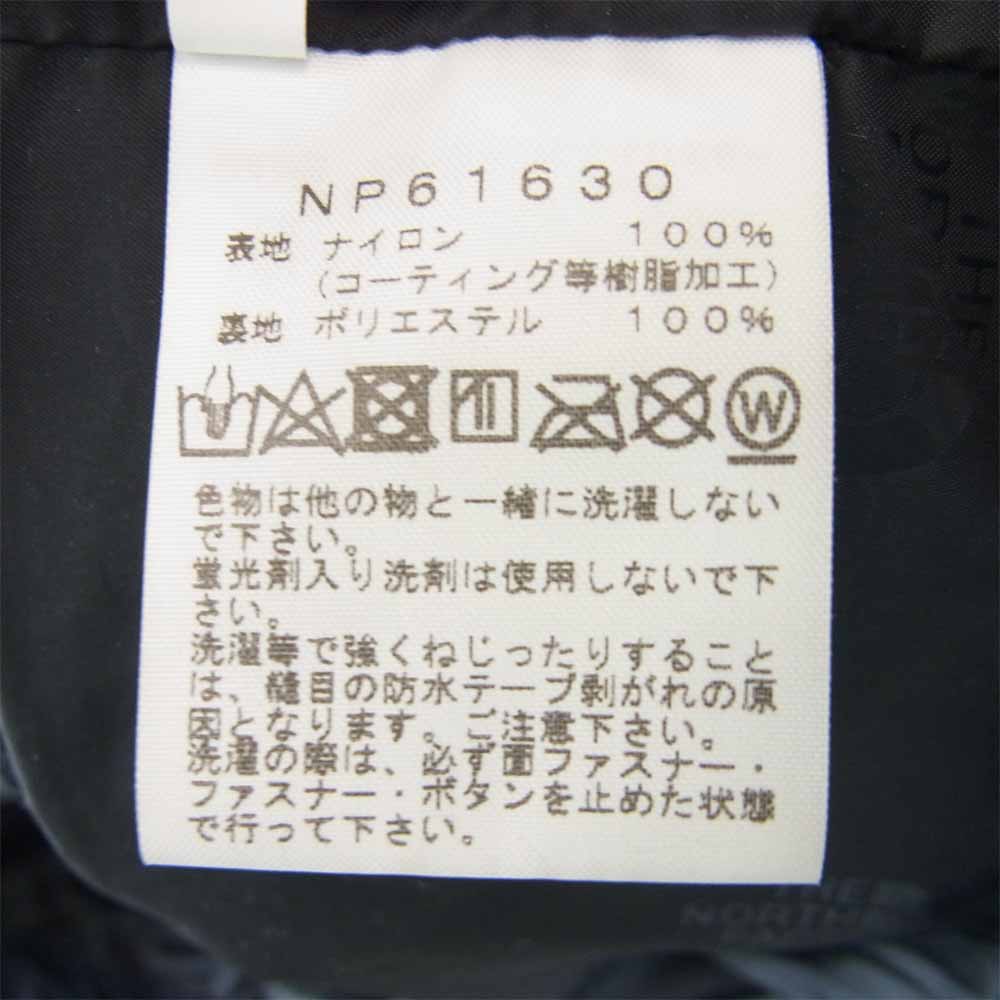 NP61630
表地 ナイロン 100%
(コーティング等樹脂加工)
裏地 ポリエステル 100%
W
色物は他の物と一緒に洗濯しない
で下さい。
蛍光剤入り洗剤は使用しないで下
さい。
洗濯等で強くねじったりすること
は、縫目の防水テープ剥がれの原
因となります。ご注意下さい。
洗濯の際は、必ず面ファスナー・
ファスナー・ボタンを止めた状態
で行って下さい。
THE
NORTH